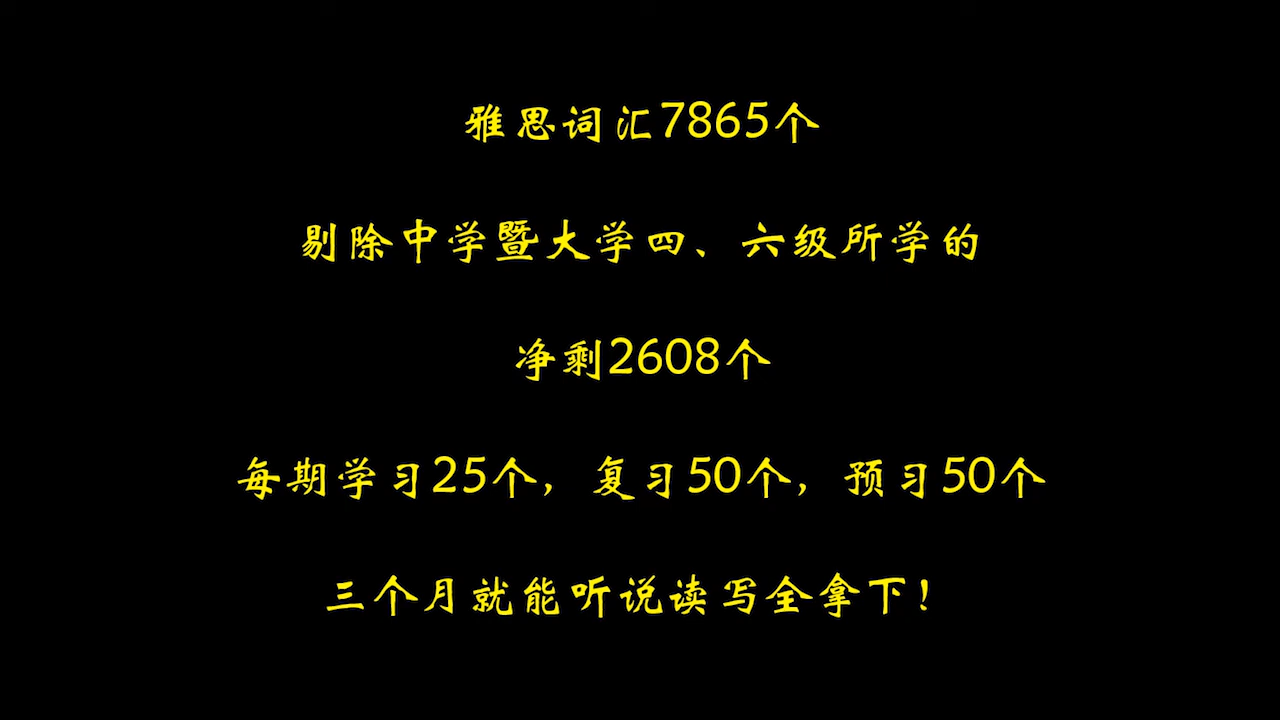 雅思词汇7865个
剔除中学暨大学四、六级所学的
净剩2608个
每期学习25个，复习50个，预习50个
三个月就能听说读写全拿下！